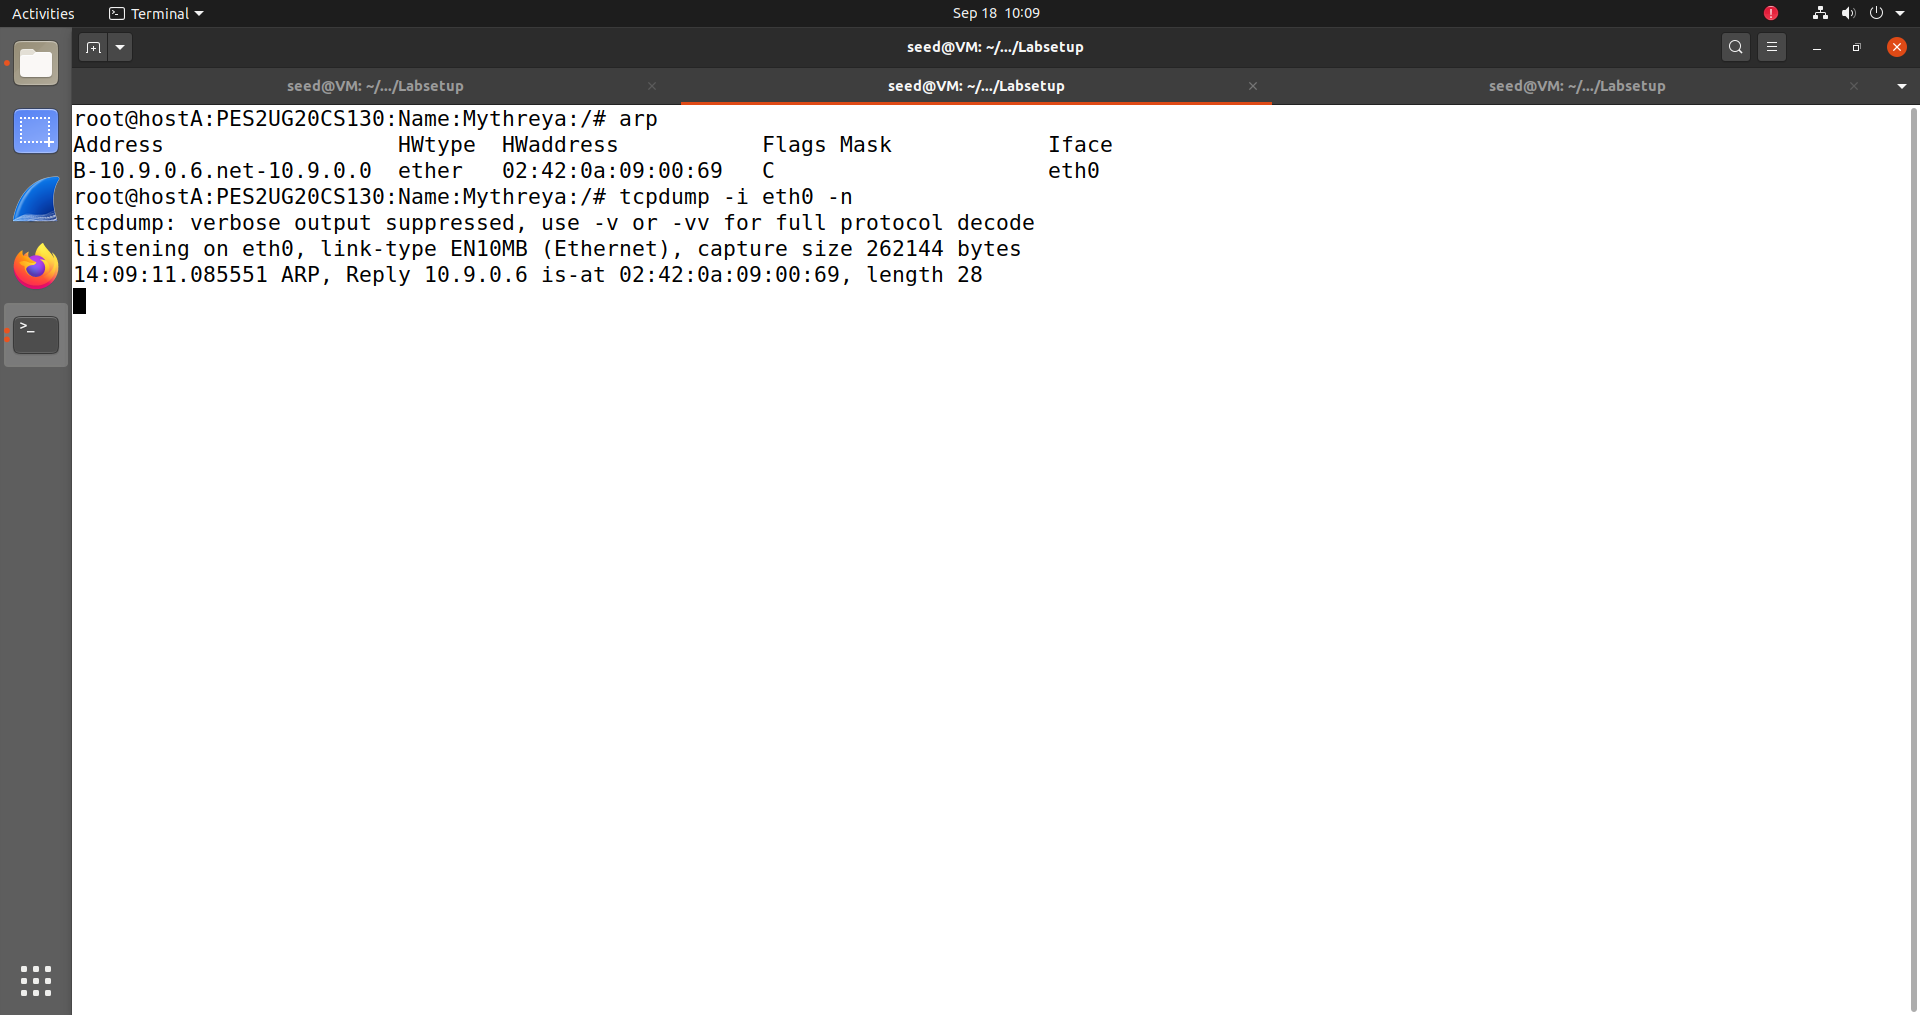 Activities Terminal Sep 18 10:09
seed@VM: ~/.../Labsetup
seed@VM: ~/.../Labsetup seed@VM: ~/.../Labsetup seed@VM: ~/.../Labsetup
root@hostA:PES2UG20CS130:Name:Mythreya:/# arp
Address HWtype HWaddress Flags Mask Iface
B-10.9.0.6.net-10.9.0.0 ether 02:42:0a:09:00:69 C eth0
root@hostA:PES2UG20CS130:Name:Mythreya:/# tcpdump -i eth0 -n
tcpdump: verbose output suppressed, use -v or -vv for full protocol decode
listening on eth0, link-type EN10MB (Ethernet), capture size 262144 bytes
14:09:11.085551 ARP, Reply 10.9.0.6 is-at 02:42:0a:09:00:69, length 28